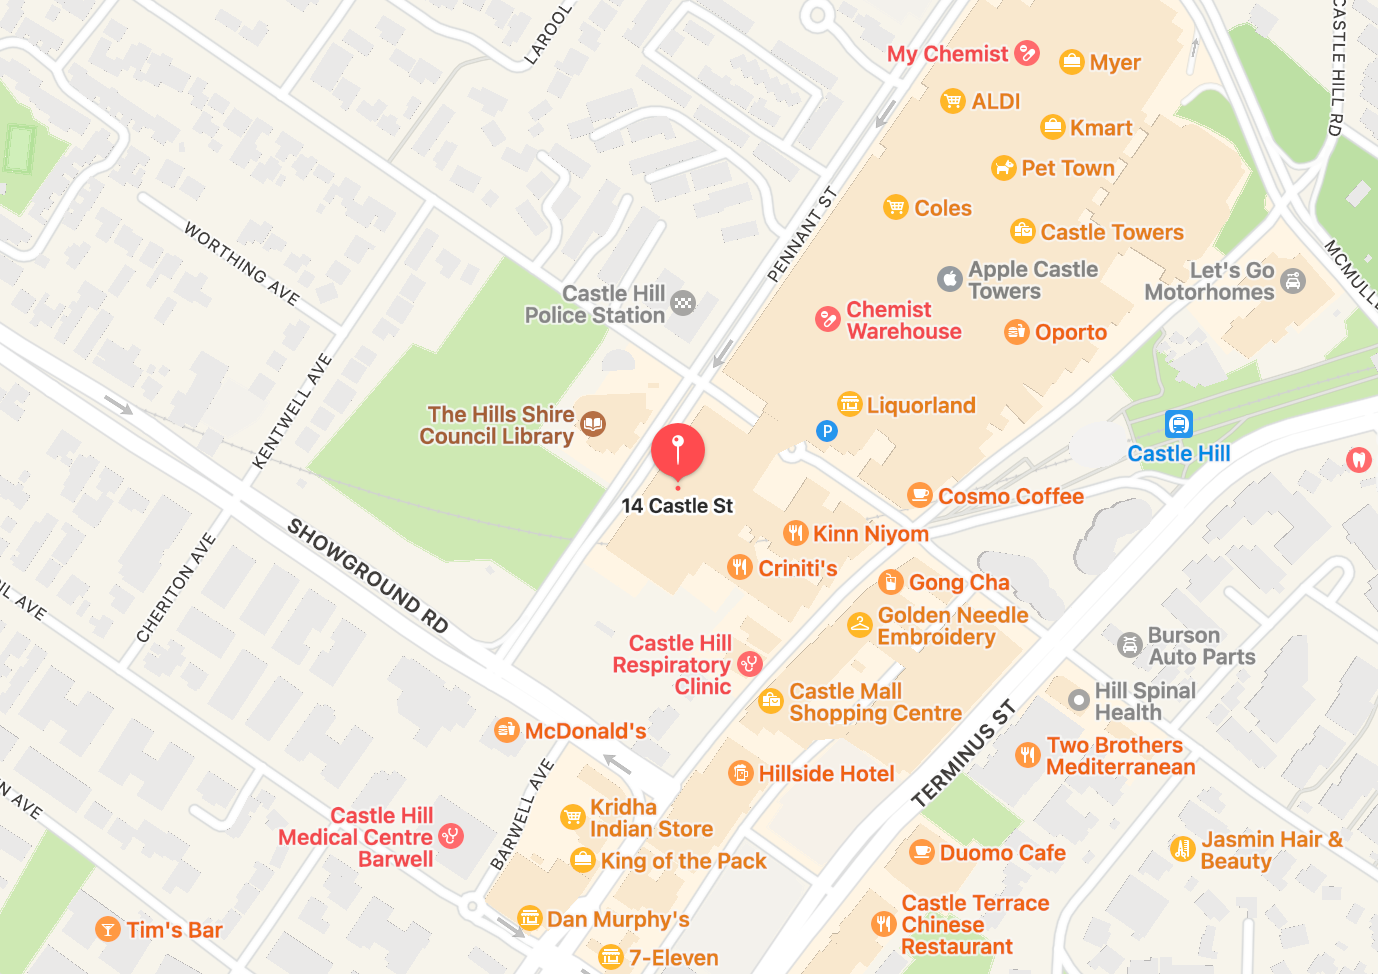 LAROOL
CASTLE HILL RD
My Chemist
Myer
ALDI
Kmart
Pet Town
PENNANT ST
Coles
Castle Towers
WORTHING AVE
Apple Castle
Towers
Let's Go
Motorhomes
MCMULLE
Castle Hill
Police Station
Chemist
Warehouse
Oporto
KENTWELL AVE
The Hills Shire
Council Library
Liquorland
P
Castle Hill
14 Castle St
Cosmo Coffee
Kinn Niyom
SHOWGROUND RD
CHERITON AVE
IL AVE
Criniti's
Gong Cha
Golden Needle
Embroidery
Burson
Auto Parts
Castle Hill
Respiratory
Clinic
Castle Mall
Shopping Centre
Hill Spinal
Health
McDonald's
TERMINUS ST
Two Brothers
Mediterranean
Hillside Hotel
N AVE
BARWELL AVE
Castle Hill
Medical Centre
Barwell
Kridha
Indian Store
King of the Pack
Duomo Cafe
Jasmin Hair &
Beauty
Tim's Bar
Dan Murphy's
Castle Terrace
Chinese
Restaurant
7-Eleven